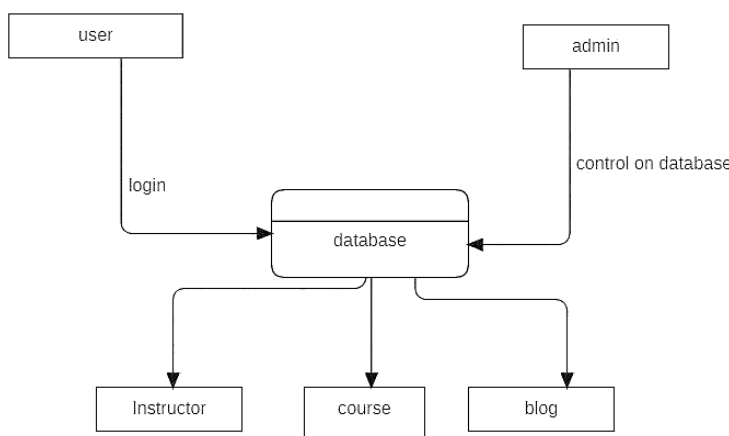 user
admin
login
control on database
database
Instructor
course
blog